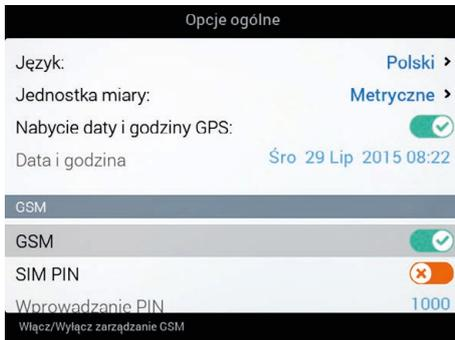 Opcje ogólne
Język: Polski >
Jednostka miary: Metryczne >
Nabycie daty i godziny GPS:
Data i godzina Śro 29 Lip 2015 08:22
GSM
GSM
SIM PIN
Wprowadzanie PIN 1000
Włącz/Wyłącz zarządzanie GSM